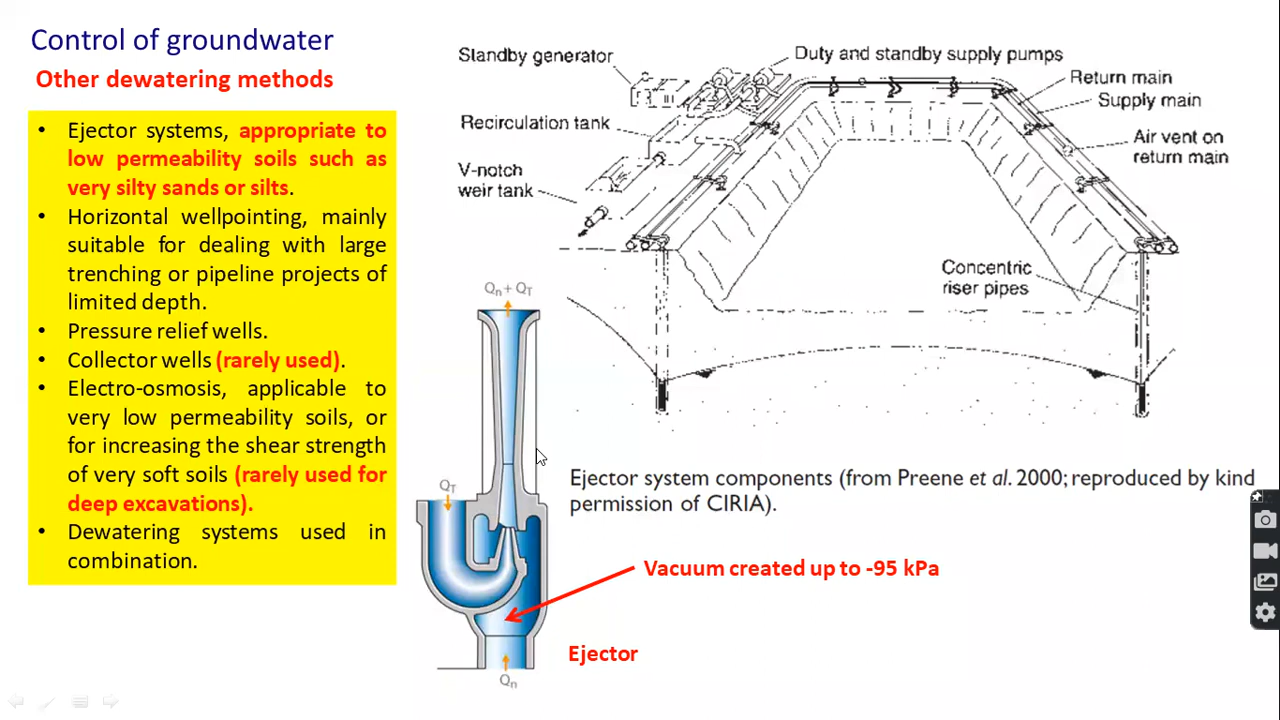 Control of groundwater
Other dewatering methods
• Ejector systems, appropriate to
low permeability soils such as
very silty sands or silts.
• Horizontal wellpointing, mainly
suitable for dealing with large
trenching or pipeline projects of
limited depth.
• Pressure relief wells.
• Collector wells (rarely used).
• Electro-osmosis, applicable to
very low permeability soils, or
for increasing the shear strength
of very soft soils (rarely used for
deep excavations).
• Dewatering systems used in
combination.
Standby generator
Duty and standby supply pumps
Return main
Supply main
Recirculation tank
Air vent on
return main
V-notch
weir tank
Concentric
riser pipes
Qn + QT
QT
Qn
Ejector system components (from Preene et al. 2000; reproduced by kind
permission of CIRIA).
Vacuum created up to -95 kPa
Ejector